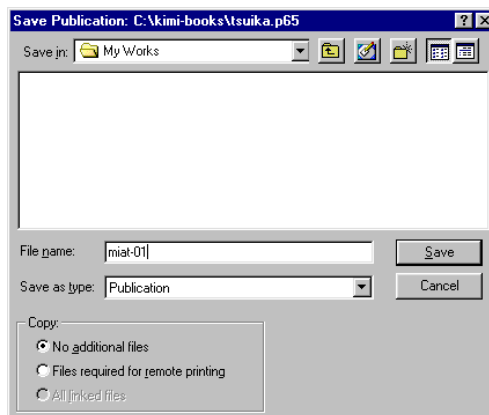 Save Publication: C:\kimi-books\tsuika.p65
Save in: My Works
File name: miat-01 Save
Save as type: Publication Cancel
Copy:
No additional files
Files required for remote printing
All linked files